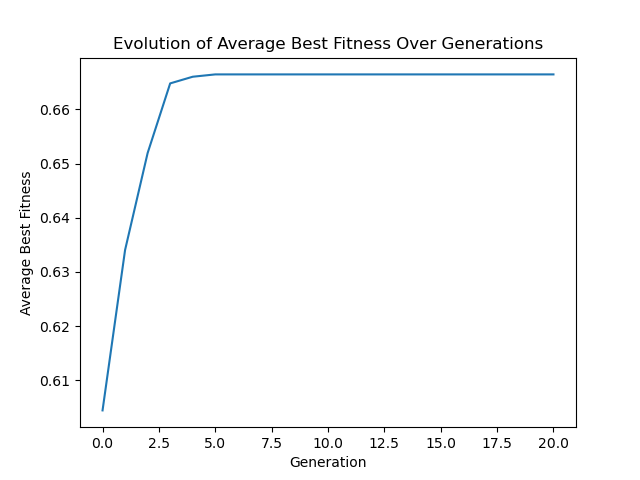 Evolution of Average Best Fitness Over Generations
0.66
0.65
0.64
0.63
0.62
0.61
Average Best Fitness
0.0 2.5 5.0 7.5 10.0 12.5 15.0 17.5 20.0
Generation